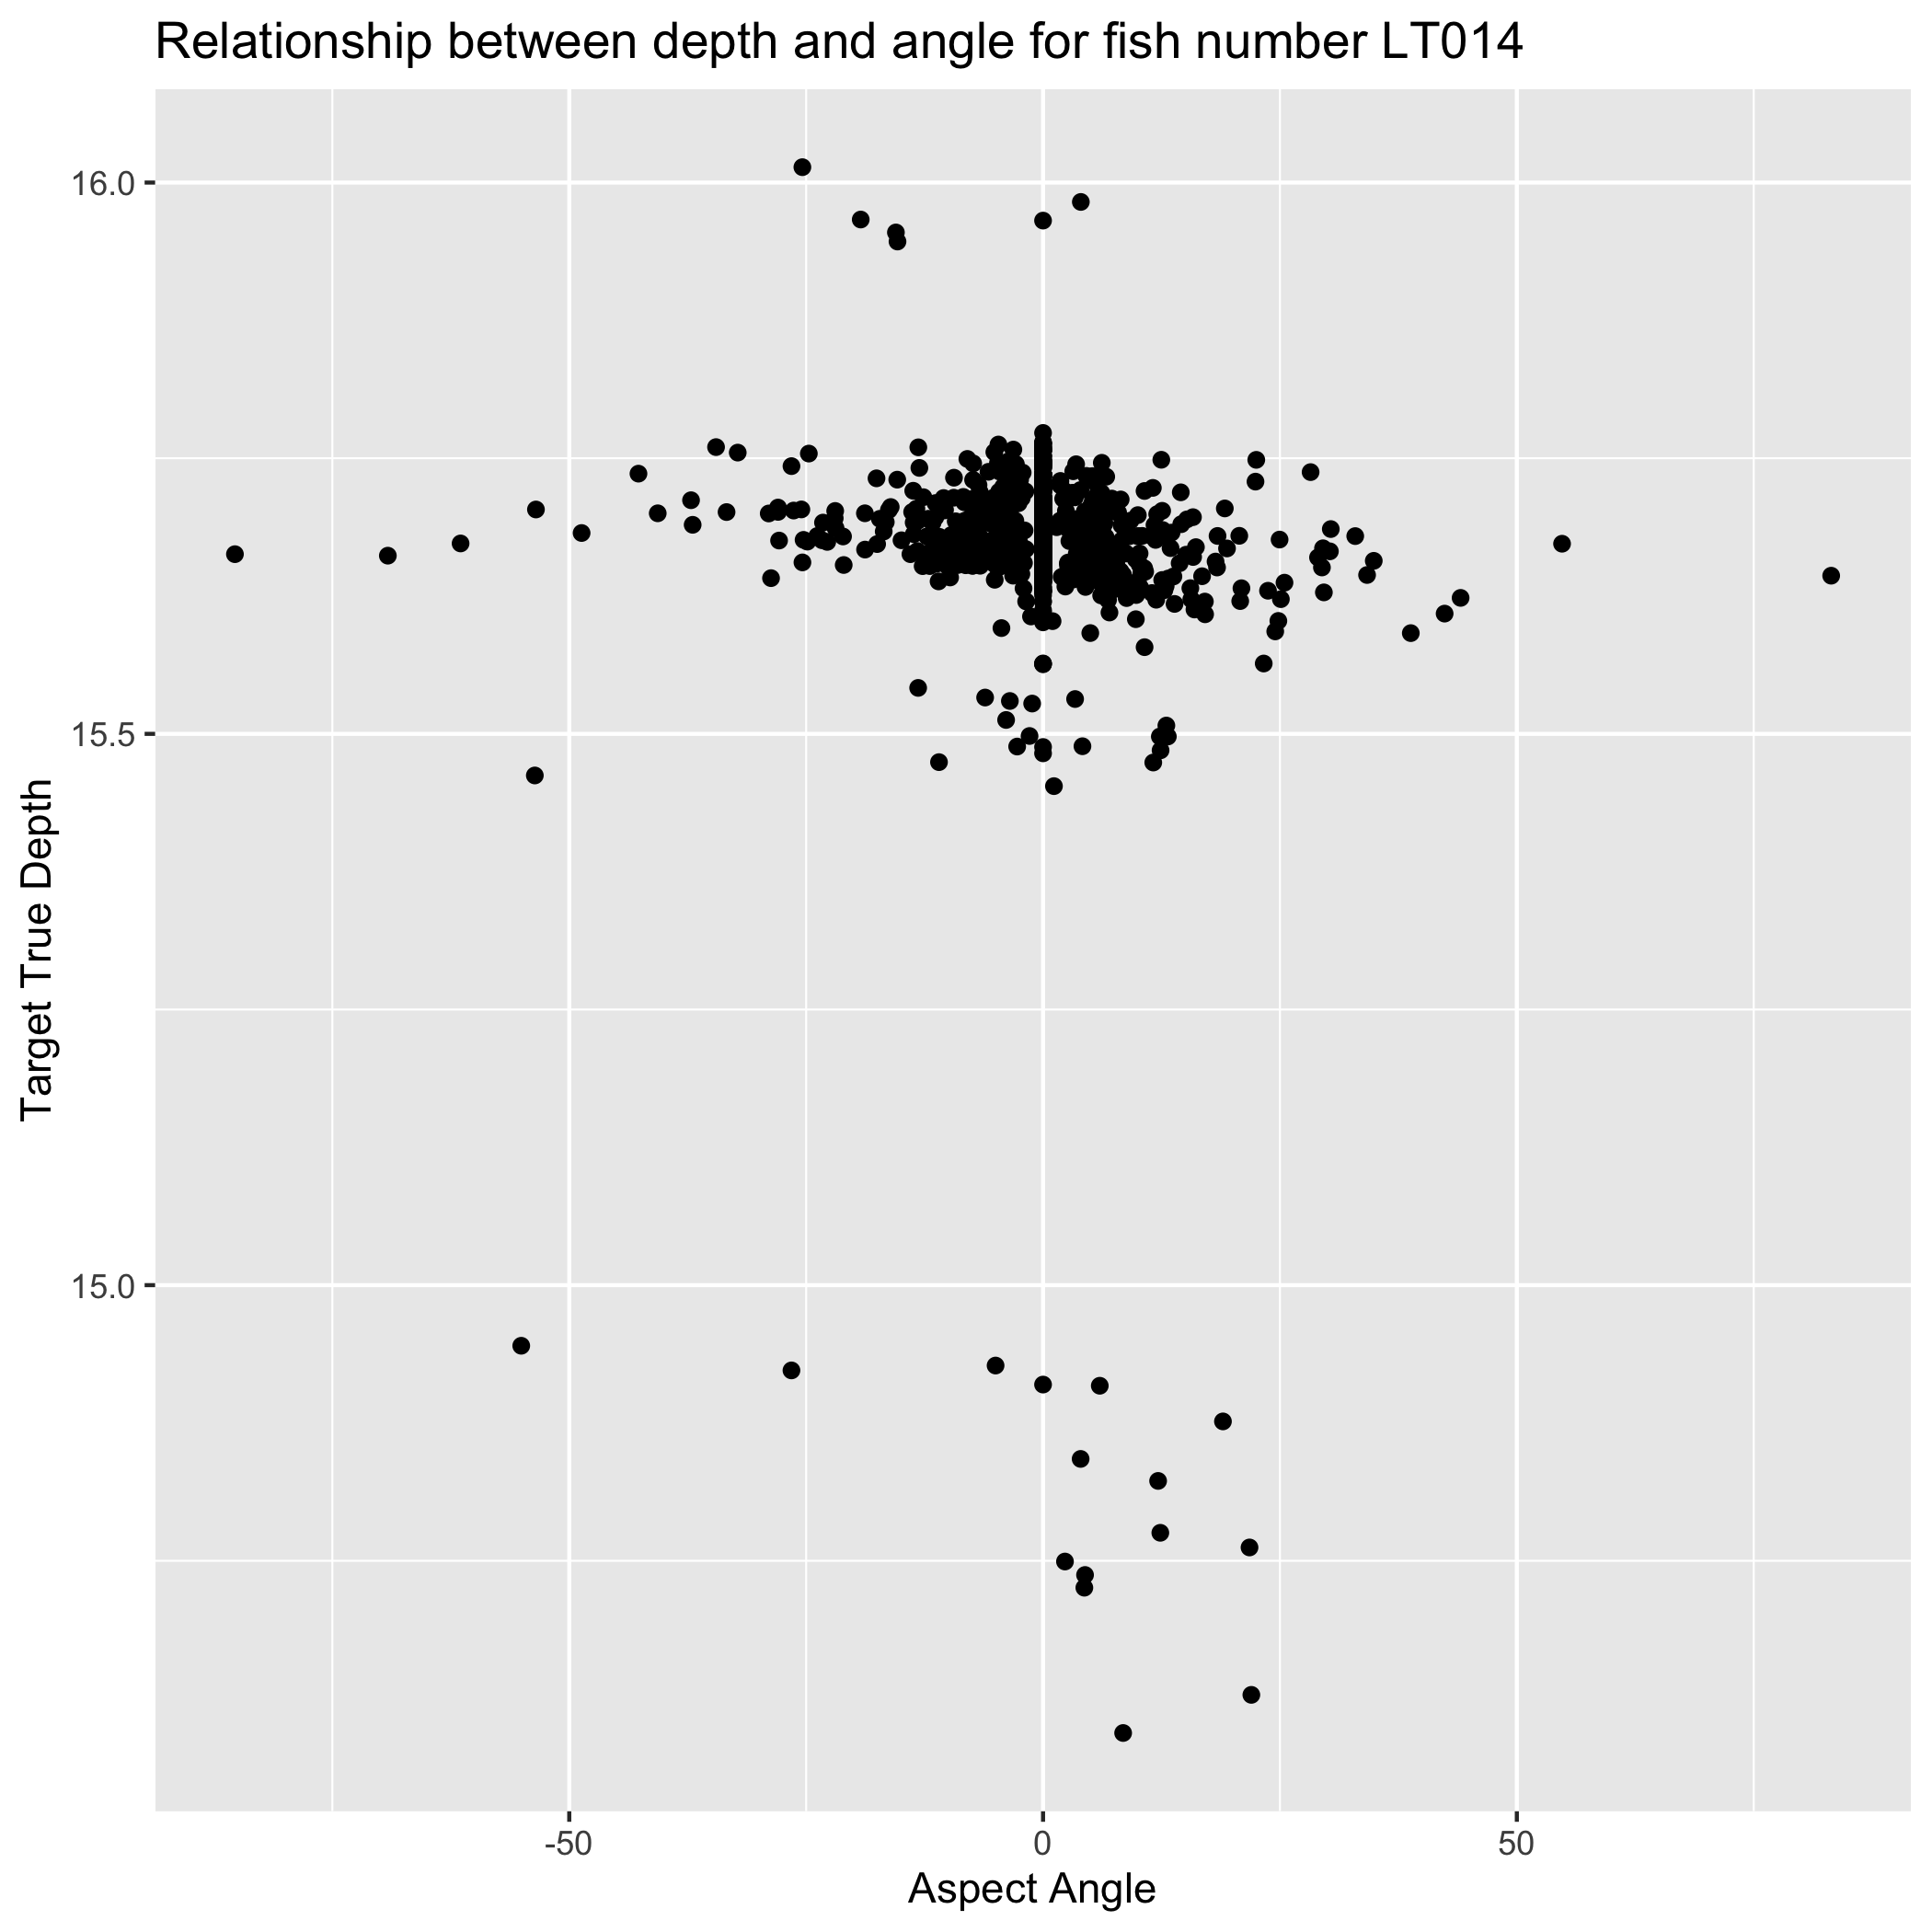 Relationship between depth and angle for fish number LT014
16.0
15.5
15.0
Target True Depth
-50 0 50
Aspect Angle